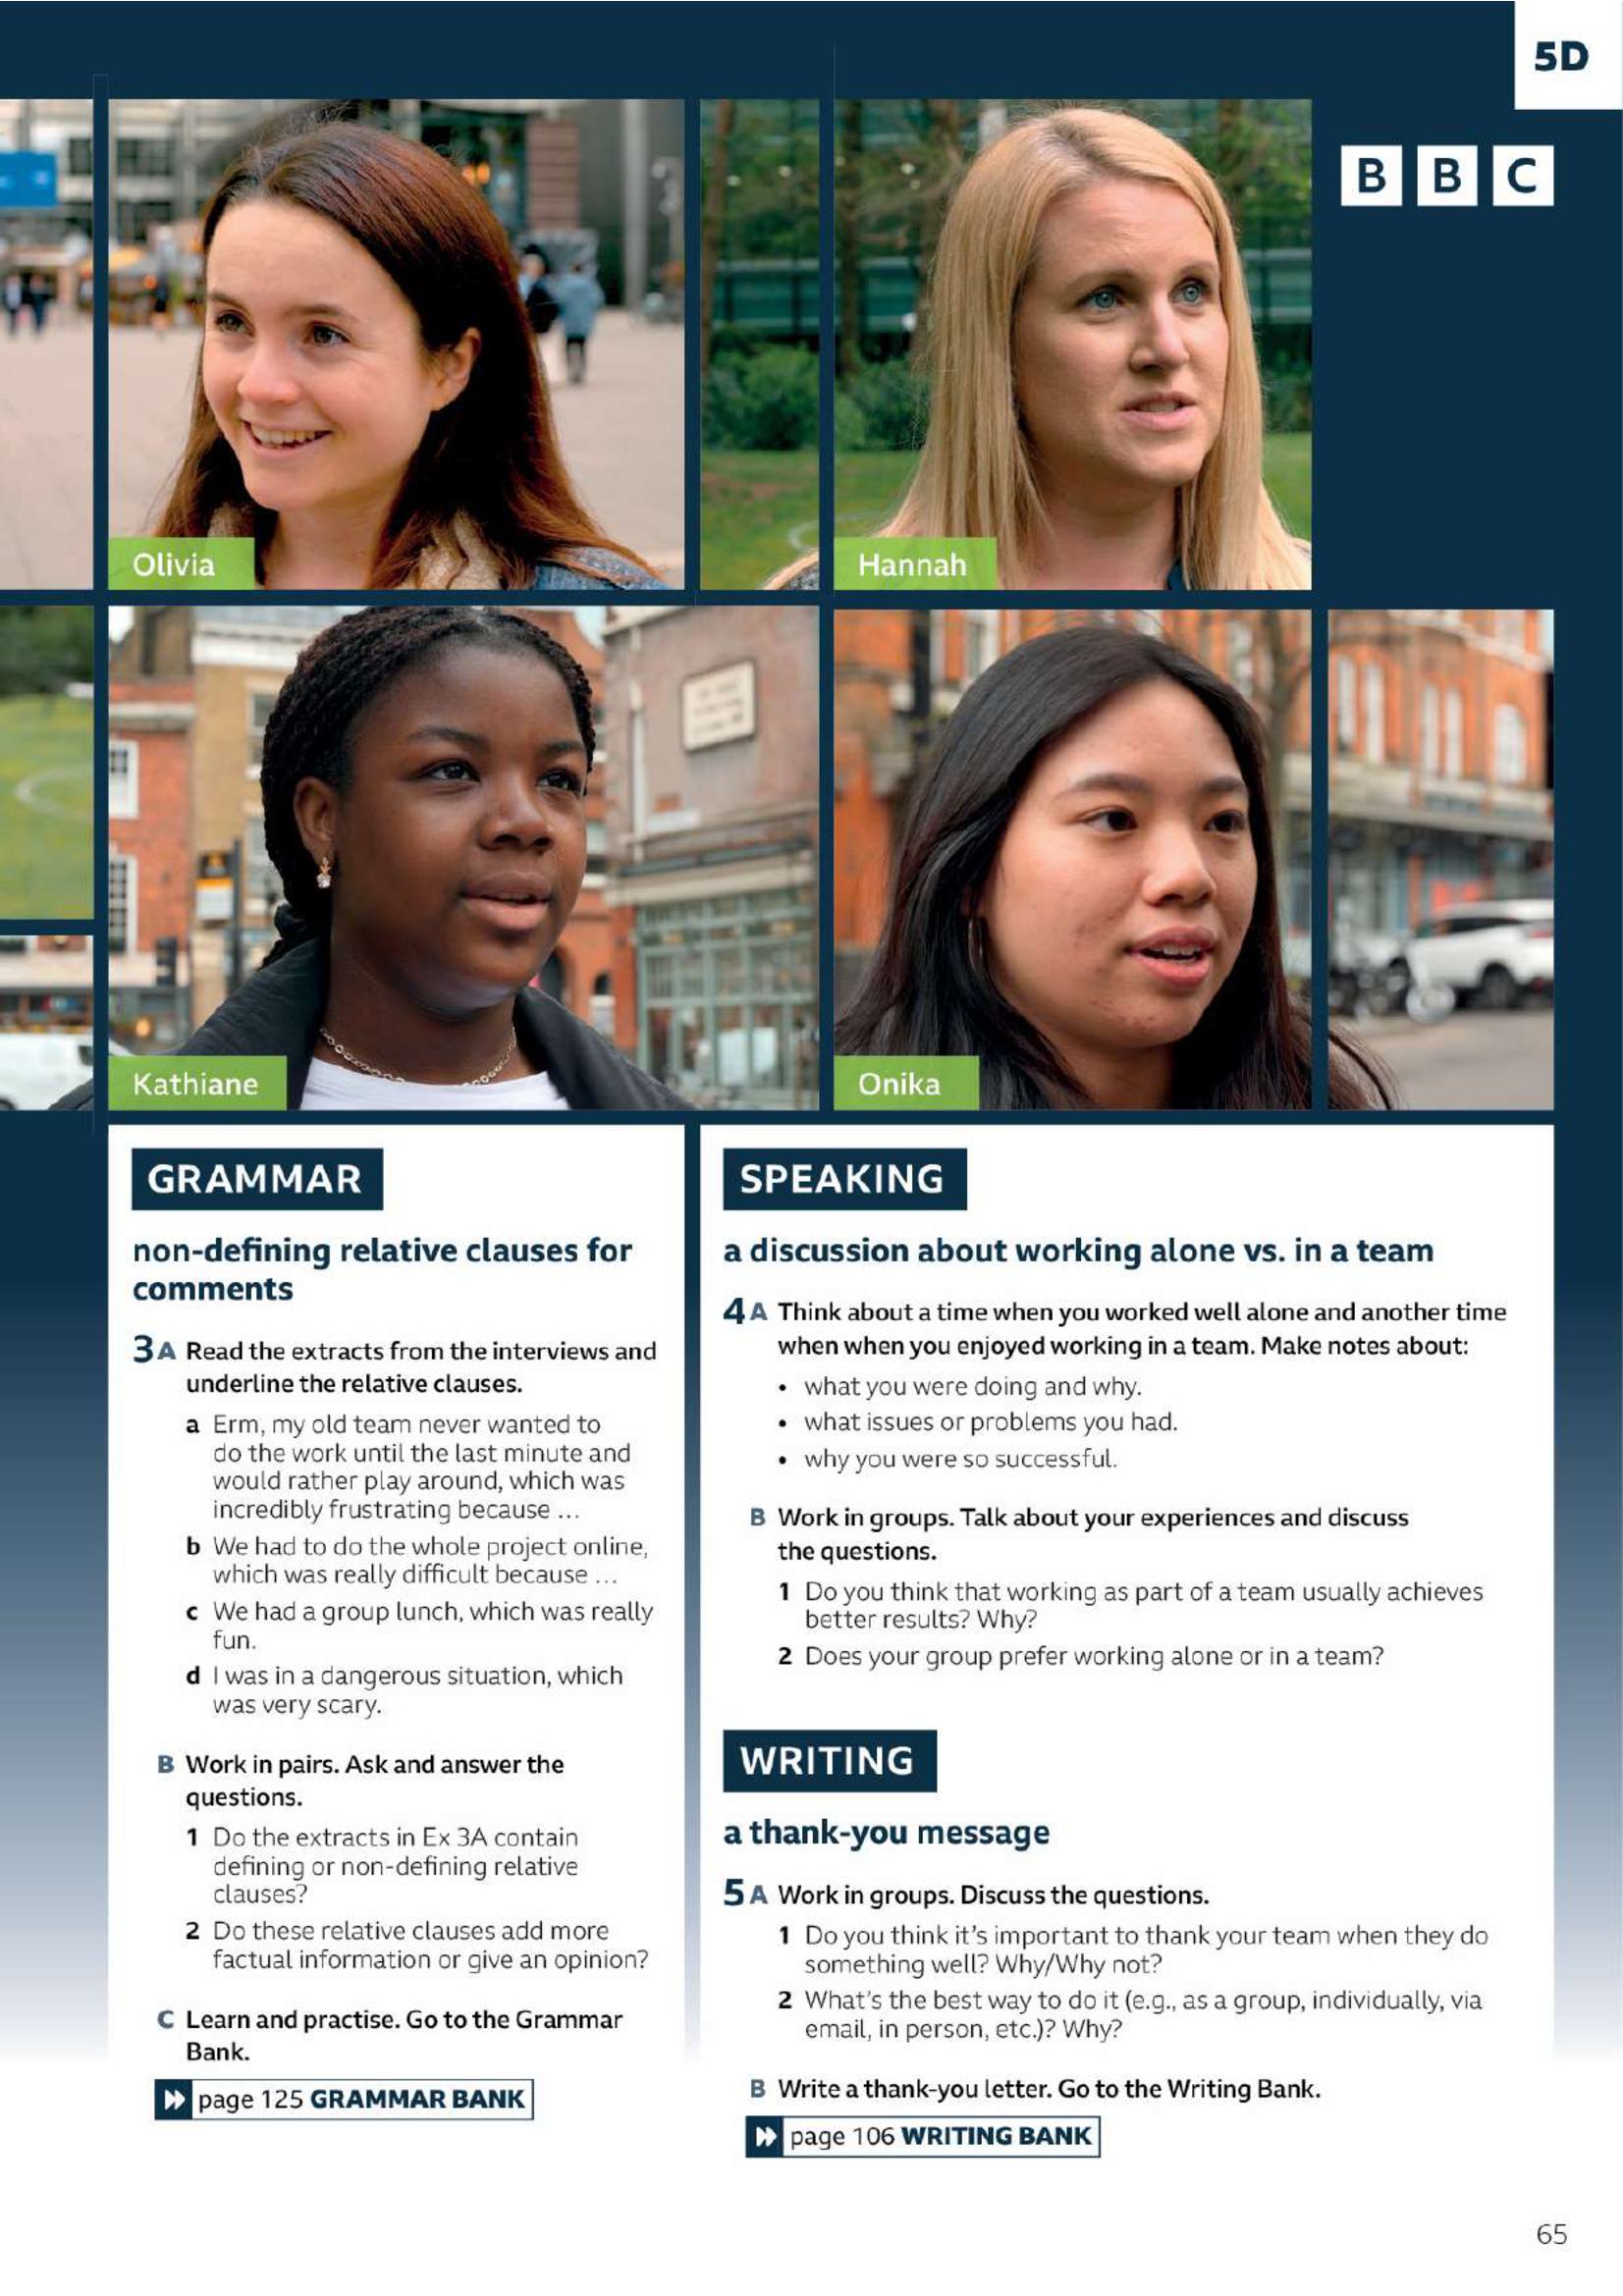 5D
B B C
Olivia
Hannah
Kathiane
Onika
GRAMMAR
non-defining relative clauses for
comments
3 A Read the extracts from the interviews and
underline the relative clauses.
a Erm, my old team never wanted to
do the work until the last minute and
would rather play around, which was
incredibly frustrating because ...
b We had to do the whole project online,
which was really difficult because ...
c We had a group lunch, which was really
fun.
d I was in a dangerous situation, which
was very scary.
B Work in pairs. Ask and answer the
questions.
1 Do the extracts in Ex 3A contain
defining or non-defining relative
clauses?
2 Do these relative clauses add more
factual information or give an opinion?
C Learn and practise. Go to the Grammar
Bank.
page 125 GRAMMAR BANK
SPEAKING
a discussion about working alone vs. in a team
4 A Think about a time when you worked well alone and another time
when when you enjoyed working in a team. Make notes about:
• what you were doing and why.
• what issues or problems you had.
• why you were so successful.
B Work in groups. Talk about your experiences and discuss
the questions.
1 Do you think that working as part of a team usually achieves
better results? Why?
2 Does your group prefer working alone or in a team?
WRITING
a thank-you message
5 A Work in groups. Discuss the questions.
1 Do you think it's important to thank your team when they do
something well? Why/Why not?
2 What's the best way to do it (e.g., as a group, individually, via
email, in person, etc.)? Why?
B Write a thank-you letter. Go to the Writing Bank.
page 106 WRITING BANK
65